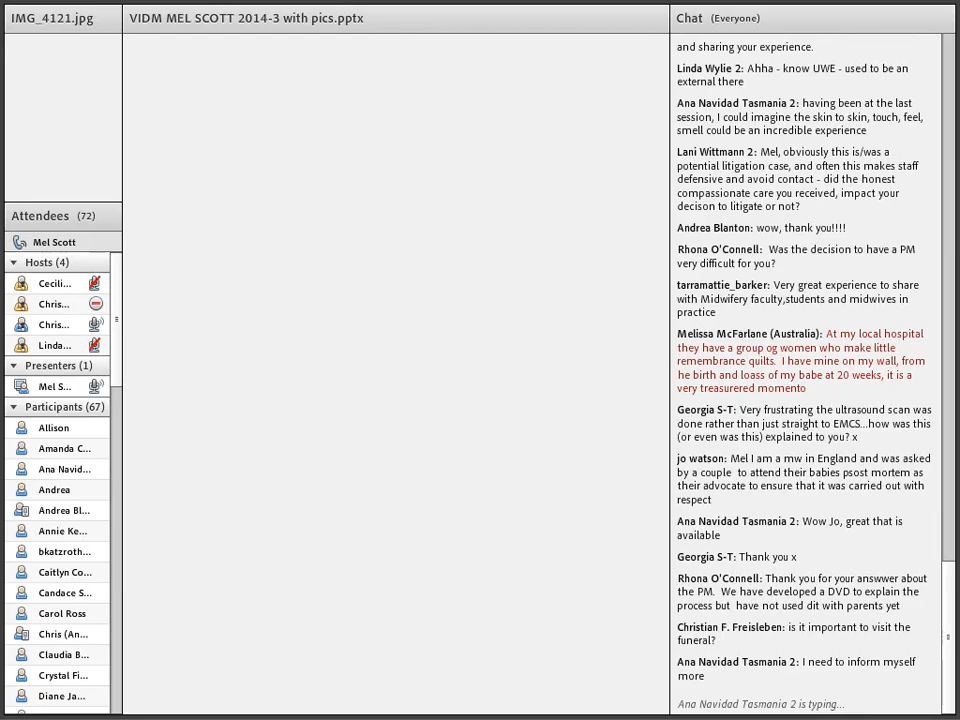 IMG_4121.jpg
VIDM MEL SCOTT 2014-3 with pics.pptx
Chat (Everyone)
Attendees (72)
Mel Scott
Hosts (4)
Cecili...
Chris...
Chris...
Linda...
Presenters (1)
Mel S...
Participants (67)
Allison
Amanda C...
Ana Navid...
Andrea
Andrea Bl...
Annie Ke...
bkatzroth...
Caitlyn Co...
Candace S...
Carol Ross
Chris (An...
Claudia B...
Crystal Fi...
Diane Ja...
and sharing your experience.
Linda Wylie 2: Ahha - know UWE - used to be an
external there
Ana Navidad Tasmania 2: having been at the last
session, I could imagine the skin to skin, touch, feel,
smell could be an incredible experience
Lani Wittmann 2: Mel, obviously this is/was a
potential litigation case, and often this makes staff
defensive and avoid contact - did the honest
compassionate care you received, impact your
decison to litigate or not?
Andrea Blanton: wow, thank you!!!!
Rhona O'Connell: Was the decision to have a PM
very difficult for you?
tarramattie_barker: Very great experience to share
with Midwifery faculty,students and midwives in
practice
Melissa McFarlane (Australia): At my local hospital
they have a group og women who make little
remembrance quilts. I have mine on my wall, from
he birth and loass of my babe at 20 weeks, it is a
very treasurered momento
Georgia S-T: Very frustrating the ultrasound scan was
done rather than just straight to EMCS...how was this
(or even was this) explained to you? x
jo watson: Mel I am a mw in England and was asked
by a couple to attend their babies psost mortem as
their advocate to ensure that it was carried out with
respect
Ana Navidad Tasmania 2: Wow Jo, great that is
available
Georgia S-T: Thank you x
Rhona O'Connell: Thank you for your answwer about
the PM. We have developed a DVD to explain the
process but have not used dit with parents yet
Christian F. Freisleben: is it important to visit the
funeral?
Ana Navidad Tasmania 2: I need to inform myself
more
Ana Navidad Tasmania 2 is typing...